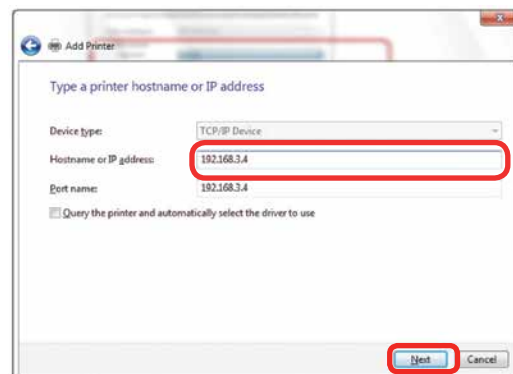 Add Printer
Type a printer hostname or IP address
Device type: TCP/IP Device
Hostname or IP address: 192.168.3.4
Port name: 192.168.3.4
Query the printer and automatically select the driver to use
Next Cancel